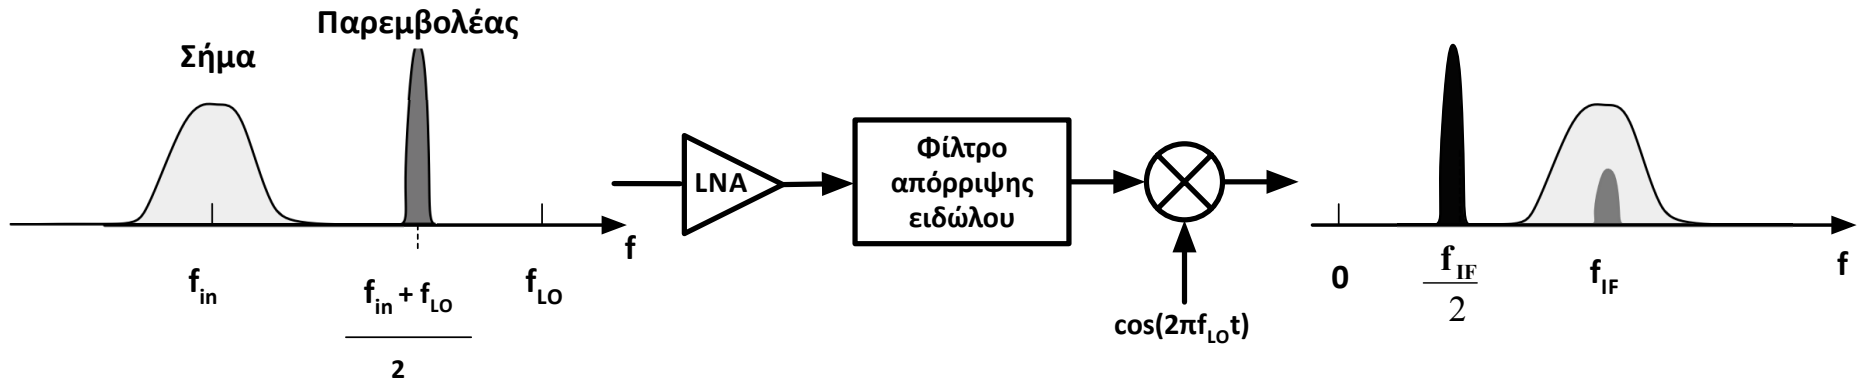 Παρεμβολέας
Σήμα
f_in
f_in + f_LO
2
f_LO
f
LNA
Φίλτρο
απόρριψης
ειδώλου
cos(2πf_LOt)
0
f_IF
2
f_IF
f